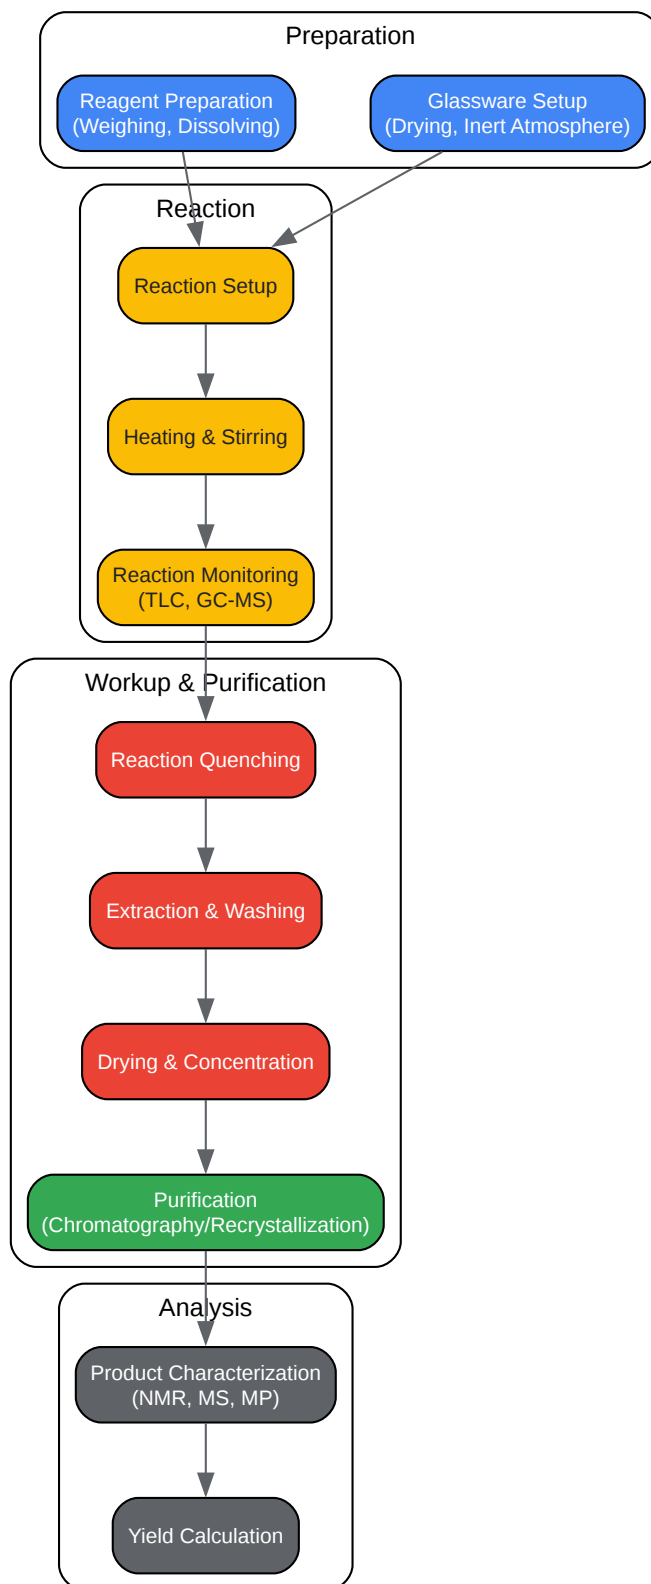 Preparation
Reagent Preparation
(Weighing, Dissolving)
Glassware Setup
(Drying, Inert Atmosphere)
Reaction
Reaction Setup
Heating & Stirring
Reaction Monitoring
(TLC, GC-MS)
Workup & Purification
Reaction Quenching
Extraction & Washing
Drying & Concentration
Purification
(Chromatography/Recrystallization)
Analysis
Product Characterization
(NMR, MS, MP)
Yield Calculation